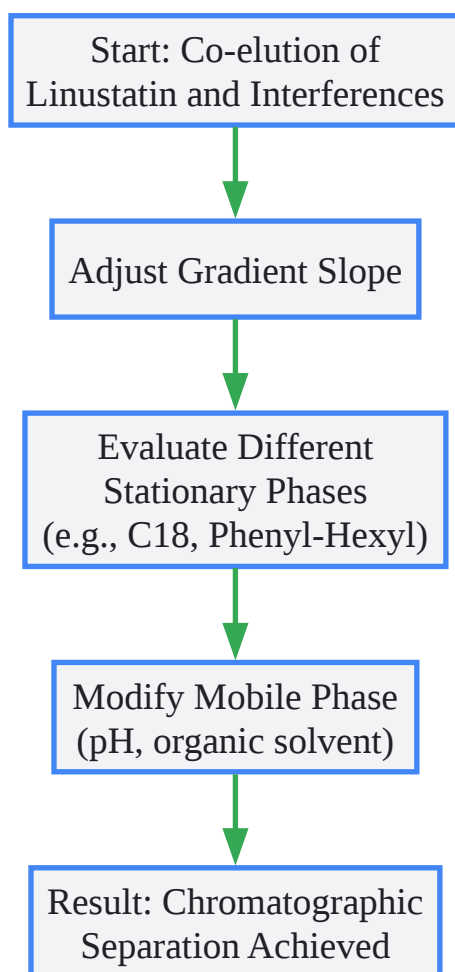 Start: Co-elution of
Linustatin and Interferences
Adjust Gradient Slope
Evaluate Different
Stationary Phases
(e.g., C18, Phenyl-Hexyl)
Modify Mobile Phase
(pH, organic solvent)
Result: Chromatographic
Separation Achieved